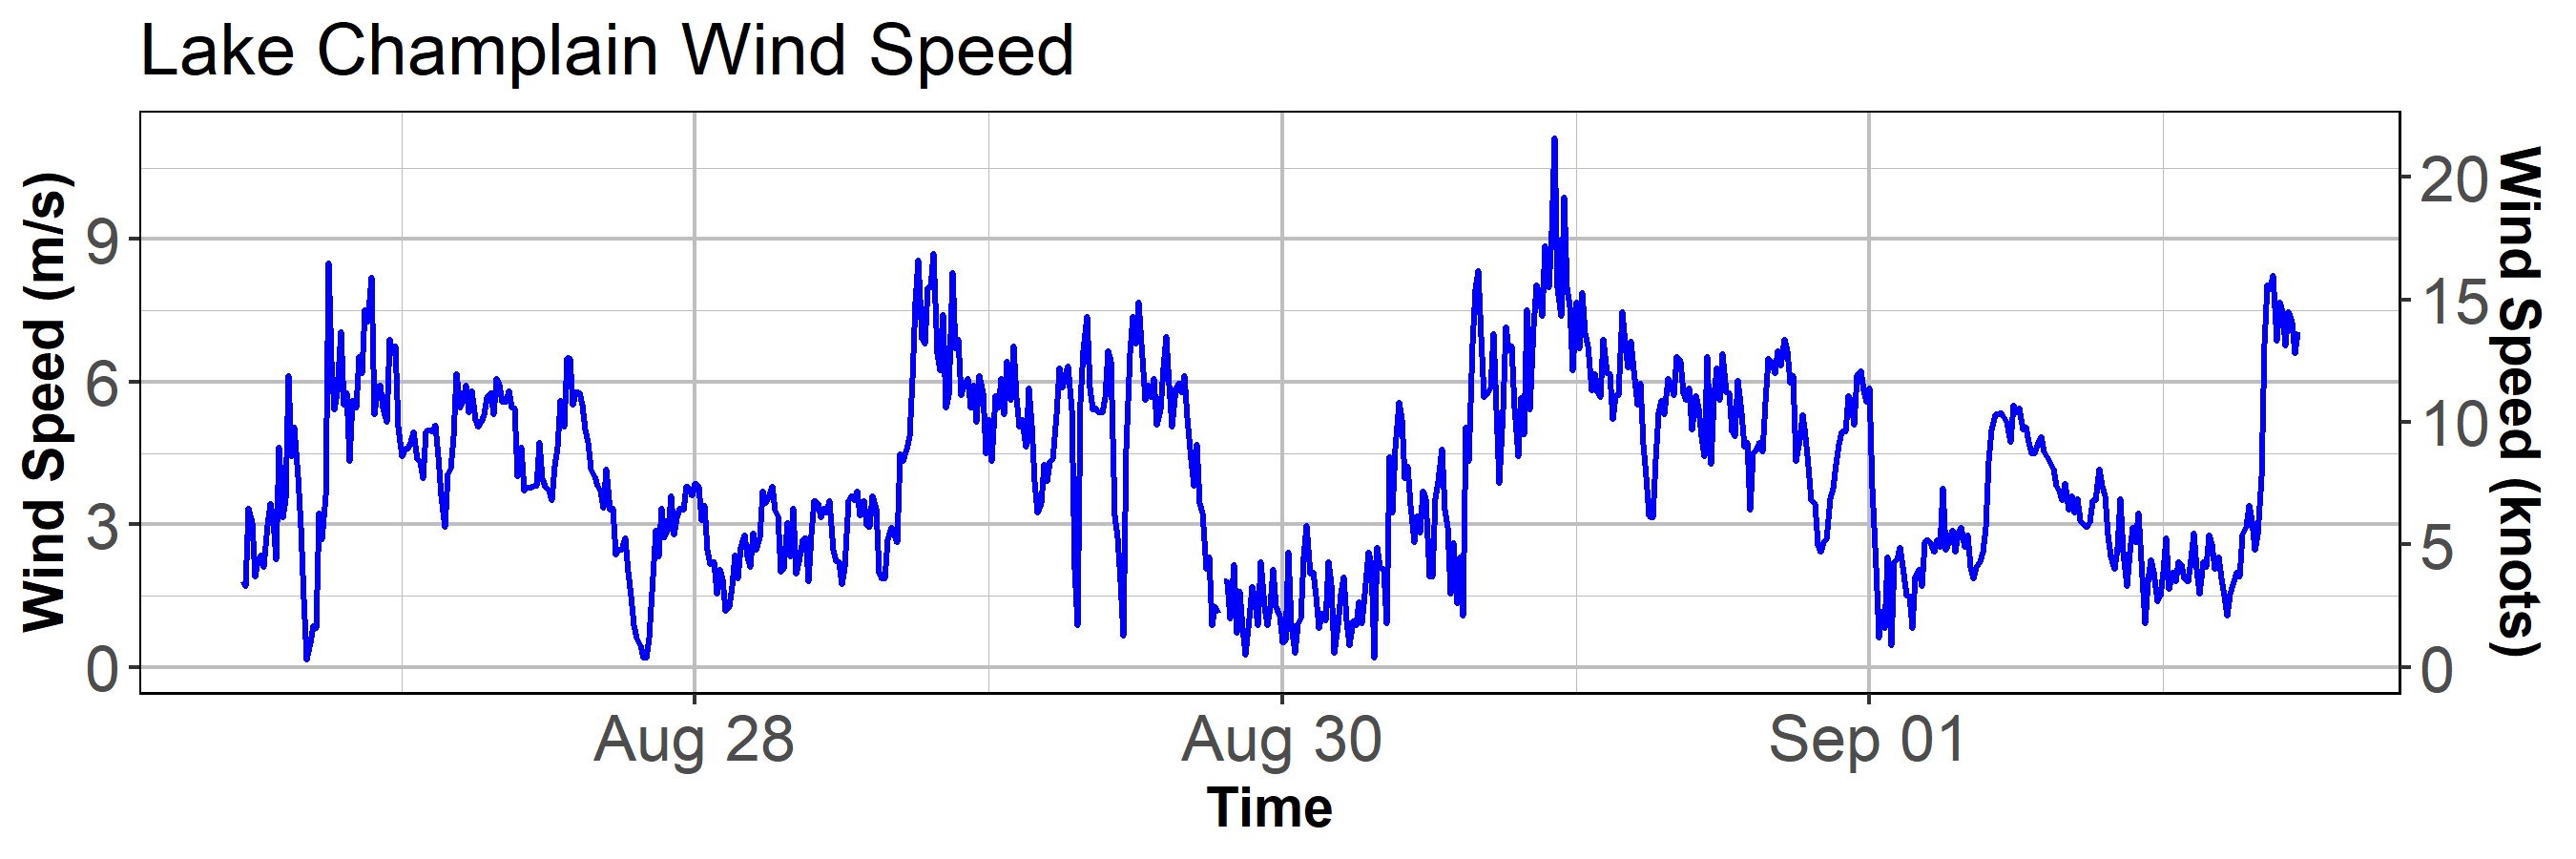 Lake Champlain Wind Speed
Wind Speed (m/s)
9
6
3
0
20
15
10
5
0
Wind Speed (knots)
Aug 28
Aug 30
Sep 01
Time